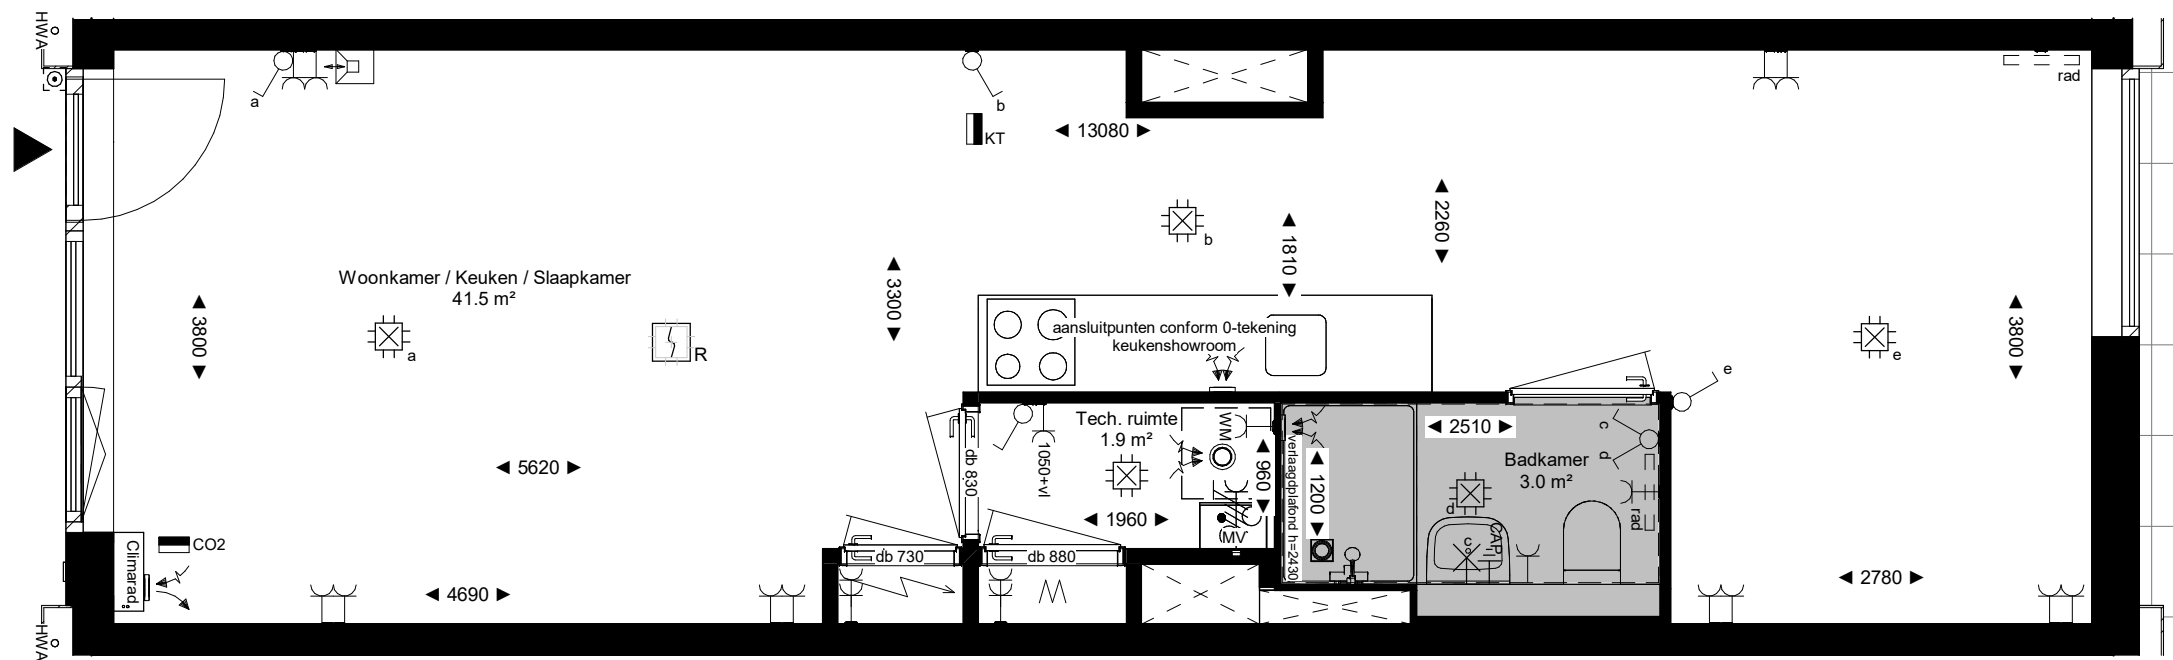 HWA
a
b
KT
◄ 13080 ►
rad
◄ 2260 ►
b
◄ 1810 ►
Woonkamer / Keuken / Slaapkamer
41.5 m²
◄ 3800 ►
◄ 3300 ►
a
R
aansluitpunten conform 0-tekening
keukenshowroom
◄ 3800 ►
e
e
Tech. ruimte
1.9 m²
WM
◄ 2510 ►
c
d
Badkamer
3.0 m²
◄ 5620 ►
db 830
1050+vl
◄ 960 ►
verlaagdplafond h=2430
◄ 1200 ►
d
rad
◄ 1960 ►
MV
c
CAP
Climarad
CO2
db 730
db 880
◄ 4690 ►
◄ 2780 ►
HWA